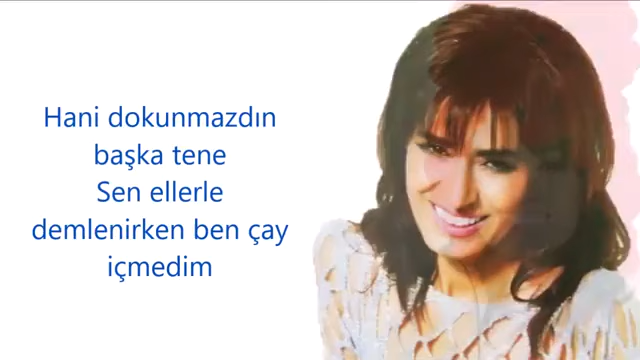 Hani dokunmazdın
başka tene
Sen ellerle
demlenirken ben çay
içmedim